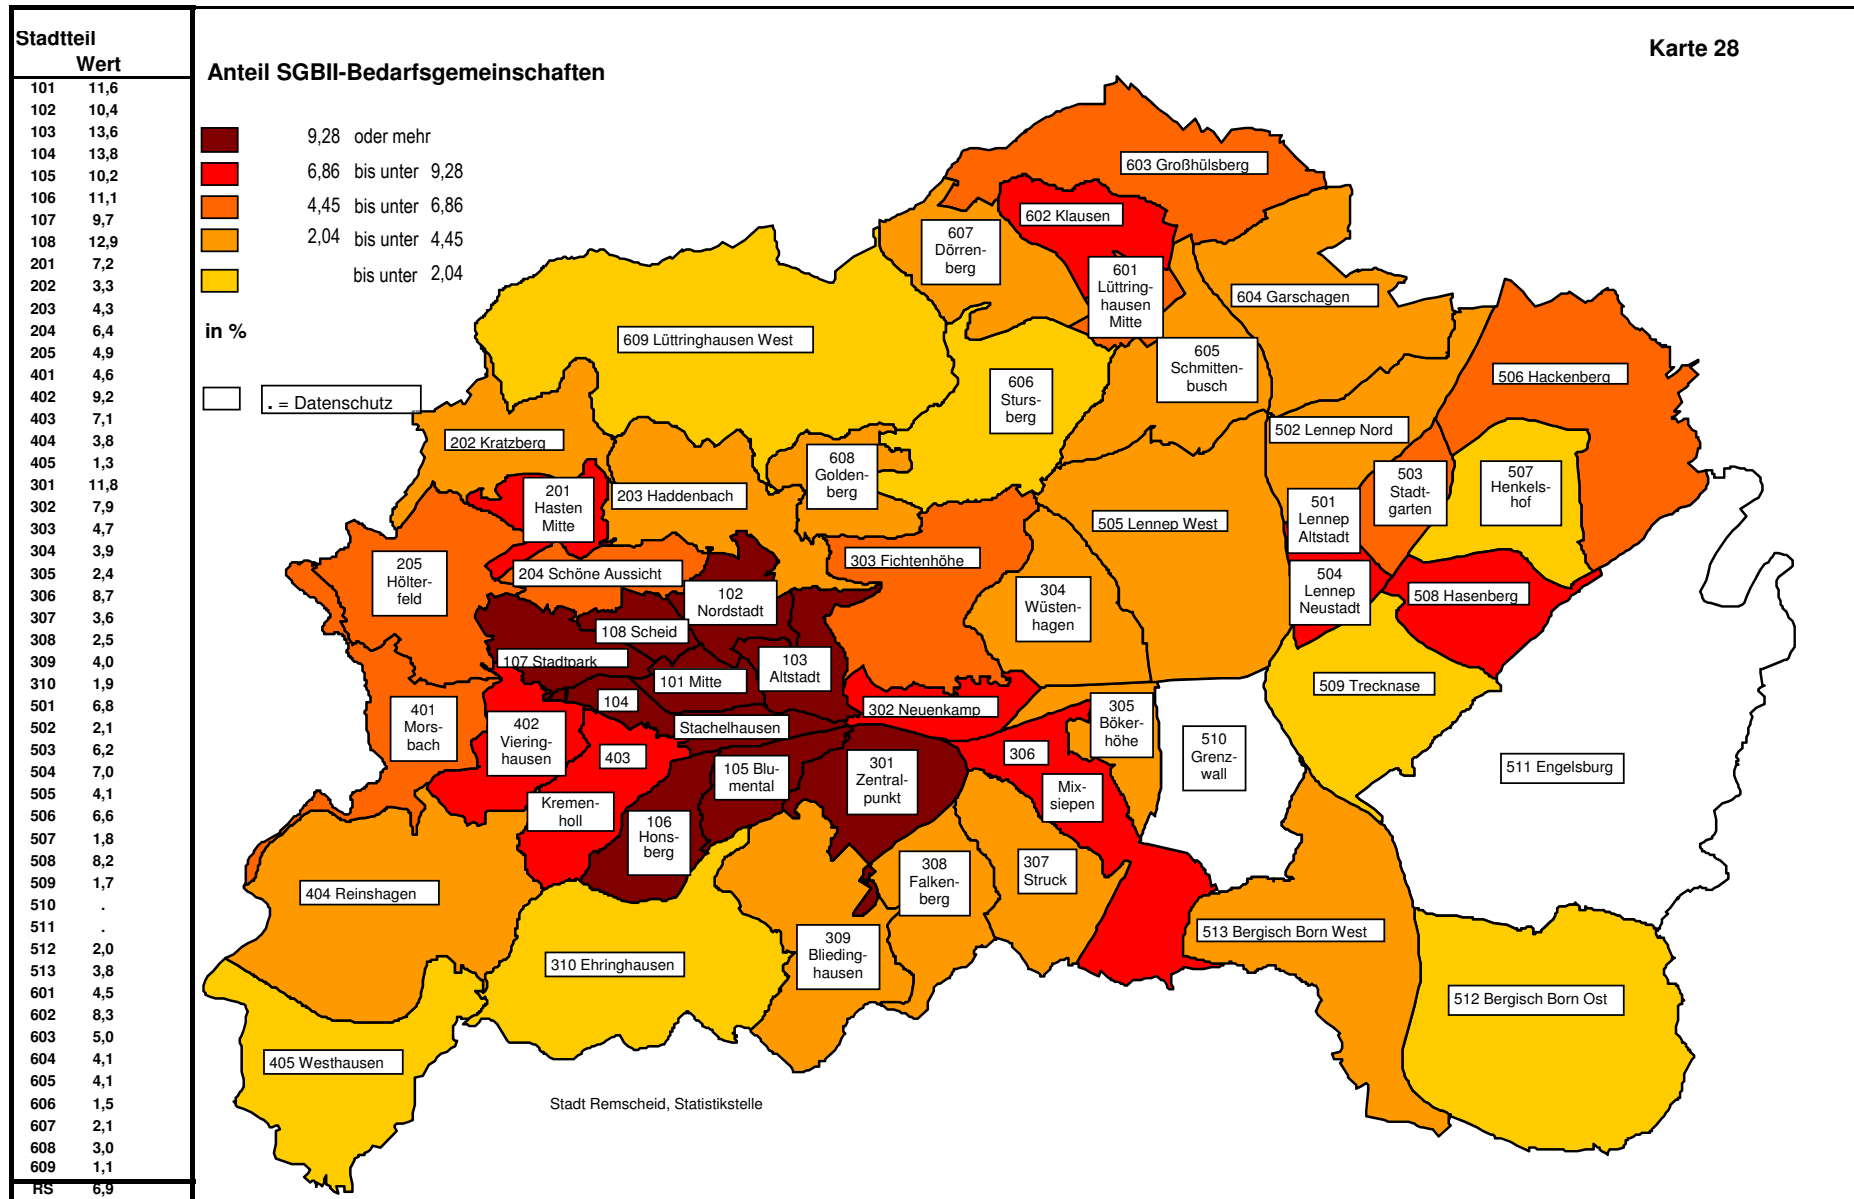 Stadtteil
Wert
101 11,6
102 10,4
103 13,6
104 13,8
105 10,2
106 11,1
107 9,7
108 12,9
201 7,2
202 3,3
203 4,3
204 6,4
205 4,9
401 4,6
402 9,2
403 7,1
404 3,8
405 1,3
301 11,8
302 7,9
303 4,7
304 3,9
305 2,4
306 8,7
307 3,6
308 2,5
309 4,0
310 1,9
501 6,8
502 2,1
503 6,2
504 7,0
505 4,1
506 6,6
507 1,8
508 8,2
509 1,7
510 .
511 .
512 2,0
513 3,8
601 4,5
602 8,3
603 5,0
604 4,1
605 4,1
606 1,5
607 2,1
608 3,0
609 1,1
RS 6,9
Karte 28
Anteil SGBII-Bedarfsgemeinschaften
9,28 oder mehr
6,86 bis unter 9,28
4,45 bis unter 6,86
2,04 bis unter 4,45
bis unter 2,04
in %
. = Datenschutz
603 Großhülsberg
602 Klausen
607
Dörren-
berg
601
Lüttring-
hausen
Mitte
604 Garschagen
609 Lüttringhausen West
605
Schmitten-
busch
606
Sturs-
berg
506 Hackenberg
502 Lennep Nord
202 Kratzberg
608
Golden-
berg
503
Stadt-
garten
507
Henkels-
hof
201
Hasten
Mitte
203 Haddenbach
501
Lennep
Altstadt
505 Lennep West
303 Fichtenhöhe
205
Hölter-
feld
204 Schöne Aussicht
102
Nordstadt
304
Wüsten-
hagen
504
Lennep
Neustadt
508 Hasenberg
108 Scheid
107 Stadtpark
103
Altstadt
101 Mitte
509 Trecknase
104
Stachelhausen
302 Neuenkamp
305
Böker-
höhe
401
Mors-
bach
402
Viering-
hausen
403
Kremen-
holl
105 Blu-
mental
301
Zentral-
punkt
306
Mix-
siepen
510
Grenz-
wall
511 Engelsburg
106
Hons-
berg
308
Falken-
berg
307
Struck
404 Reinshagen
309
Blieding-
hausen
513 Bergisch Born West
310 Ehringhausen
512 Bergisch Born Ost
405 Westhausen
Stadt Remscheid, Statistikstelle